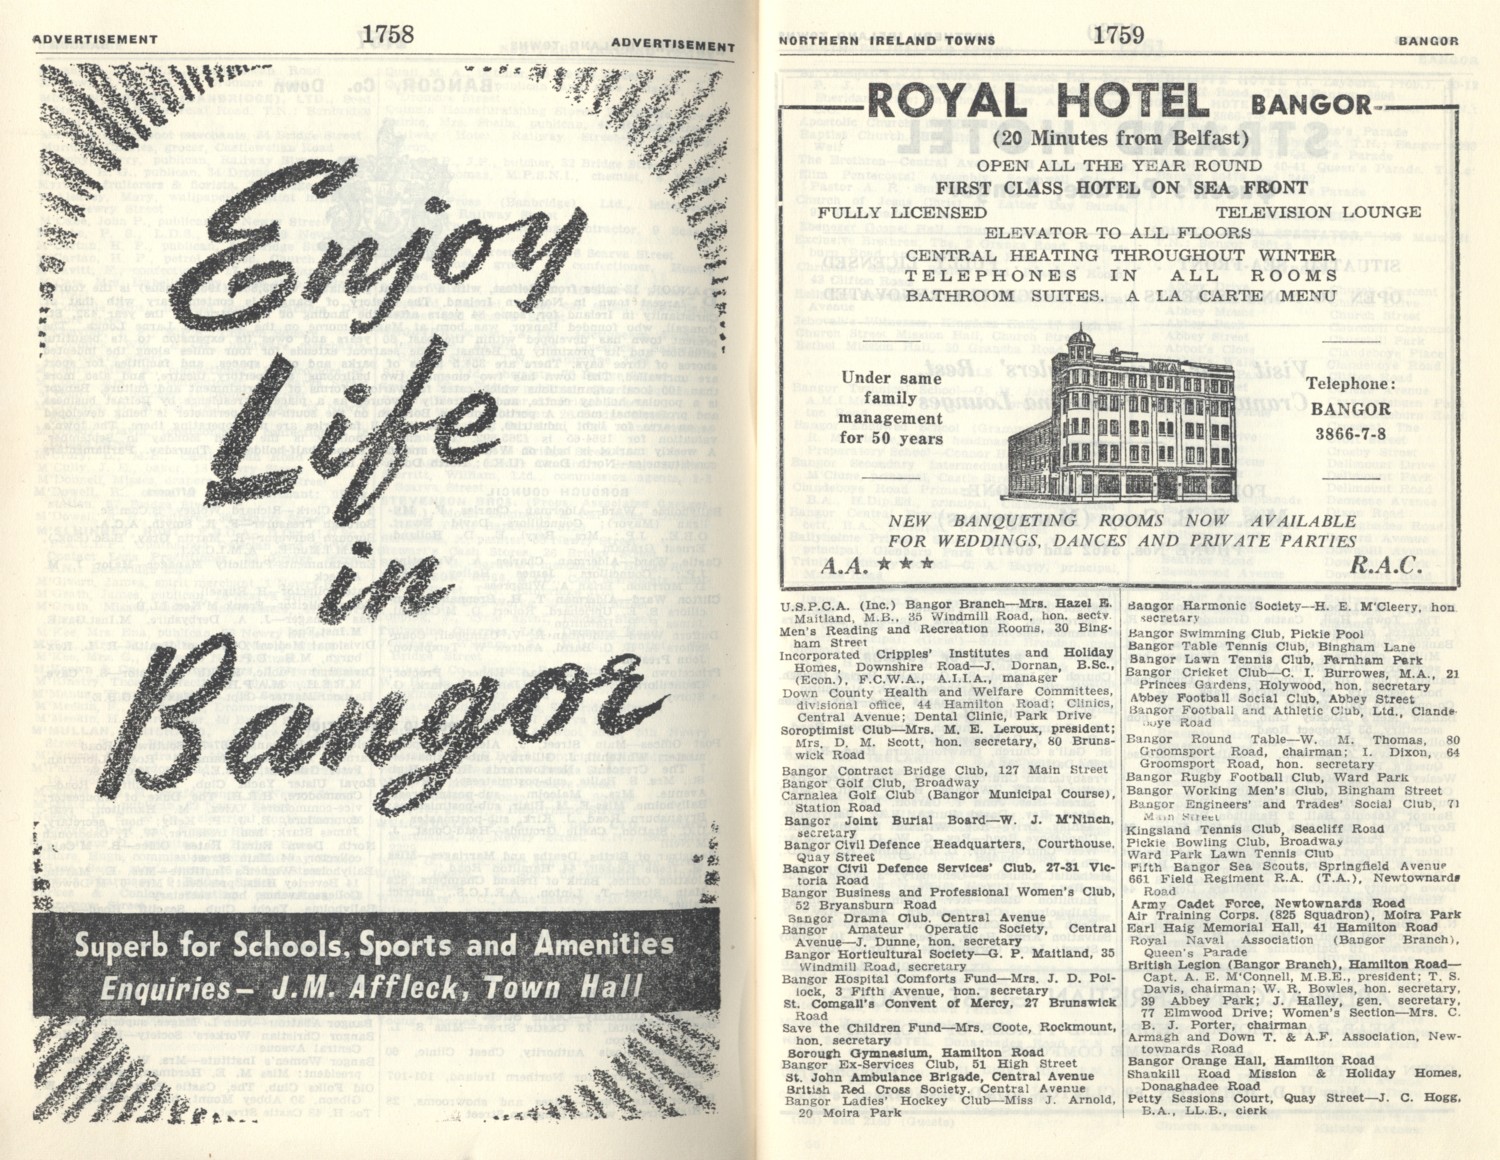 ADVERTISEMENT
1758
ADVERTISEMENT
Enjoy
Life
in
Bangor
Superb for Schools, Sports and Amenities
Enquiries— J.M. Affleck, Town Hall
NORTHERN IRELAND TOWNS
1759
BANGOR
ROYAL HOTEL BANGOR
(20 Minutes from Belfast)
OPEN ALL THE YEAR ROUND
FIRST CLASS HOTEL ON SEA FRONT
FULLY LICENSED TELEVISION LOUNGE
ELEVATOR TO ALL FLOORS
CENTRAL HEATING THROUGHOUT WINTER
TELEPHONES IN ALL ROOMS
BATHROOM SUITES. A LA CARTE MENU
Under same
family
management
for 50 years
ROYAL
Telephone:
BANGOR
3866-7-8
NEW BANQUETING ROOMS NOW AVAILABLE
FOR WEDDINGS, DANCES AND PRIVATE PARTIES
A.A. ★★★ R.A.C.
U.S.P.C.A. (Inc.) Bangor Branch—Mrs. Hazel E.
Maitland, M.B., 35 Windmill Road, hon. secty.
Men's Reading and Recreation Rooms, 30 Bing-
ham Street
Incorporated Cripples' Institutes and Holiday
Homes, Downshire Road—J. Dornan, B.Sc.,
(Econ.), F.C.W.A., A.I.I.A., manager
Down County Health and Welfare Committees,
divisional office, 44 Hamilton Road; Clinics,
Central Avenue; Dental Clinic, Park Drive
Soroptimist Club—Mrs. M. E. Leroux, president;
Mrs. D. M. Scott, hon. secretary, 80 Bruns-
wick Road
Bangor Contract Bridge Club, 127 Main Street
Bangor Golf Club, Broadway
Carnalea Golf Club (Bangor Municipal Course),
Station Road
Bangor Joint Burial Board—W. J. M'Ninch,
secretary
Bangor Civil Defence Headquarters, Courthouse,
Quay Street
Bangor Civil Defence Services' Club, 27-31 Vic-
toria Road
Bangor Business and Professional Women's Club,
52 Bryansburn Road
Bangor Drama Club, Central Avenue
Bangor Amateur Operatic Society, Central
Avenue—J. Dunne, hon. secretary
Bangor Horticultural Society—G. P. Maitland, 35
Windmill Road, secretary
Bangor Hospital Comforts Fund—Mrs. J. D. Pol-
lock, 3 Fifth Avenue, hon. secretary
St. Comgall's Convent of Mercy, 27 Brunswick
Road
Save the Children Fund—Mrs. Coote, Rockmount,
hon. secretary
Borough Gymnasium, Hamilton Road
Bangor Ex-Services Club, 51 High Street
St. John Ambulance Brigade, Central Avenue
British Red Cross Society, Central Avenue
Bangor Ladies' Hockey Club—Miss J. Arnold,
20 Moira Park
Bangor Harmonic Society—H. E. M'Cleery, hon.
secretary
Bangor Swimming Club, Pickie Pool
Bangor Table Tennis Club, Bingham Lane
Bangor Lawn Tennis Club, Farnham Park
Bangor Cricket Club—C. I. Burrowes, M.A., 21
Princes Gardens, Holywood, hon. secretary
Abbey Football Social Club, Abbey Street
Bangor Football and Athletic Club, Ltd., Clande-
boye Road
Bangor Round Table—W. M. Thomas, 80
Groomsport Road, chairman; I. Dixon, 64
Groomsport Road, hon. secretary
Bangor Rugby Football Club, Ward Park
Bangor Working Men's Club, Bingham Street
Bangor Engineers' and Trades' Social Club, 71
Main Street
Kingsland Tennis Club, Seacliff Road
Pickie Bowling Club, Broadway
Ward Park Lawn Tennis Club
Fifth Bangor Sea Scouts, Springfield Avenue
661 Field Regiment R.A. (T.A.), Newtownards
Road
Army Cadet Force, Newtownards Road
Air Training Corps. (825 Squadron), Moira Park
Earl Haig Memorial Hall, 41 Hamilton Road
Royal Naval Association (Bangor Branch),
Queen's Parade
British Legion (Bangor Branch), Hamilton Road—
Capt. A. E. M'Connell, M.B.E., president; T. S.
Davis, chairman; W. R. Bowles, hon. secretary,
39 Abbey Park; J. Halley, gen. secretary,
77 Elmwood Drive; Women's Section—Mrs. C.
B. J. Porter, chairman
Armagh and Down T. & A.F. Association, New-
townards Road
Bangor Orange Hall, Hamilton Road
Shankill Road Mission & Holiday Homes,
Donaghadee Road
Petty Sessions Court, Quay Street—J. C. Hogg,
B.A., LL.B., clerk